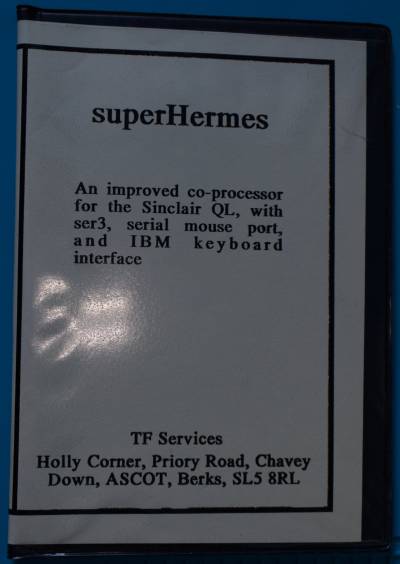 superHermes
An improved co-processor
for the Sinclair QL, with
ser3, serial mouse port,
and IBM keyboard
interface
TF Services
Holly Corner, Priory Road, Chavey
Down, ASCOT, Berks, SL5 8RL